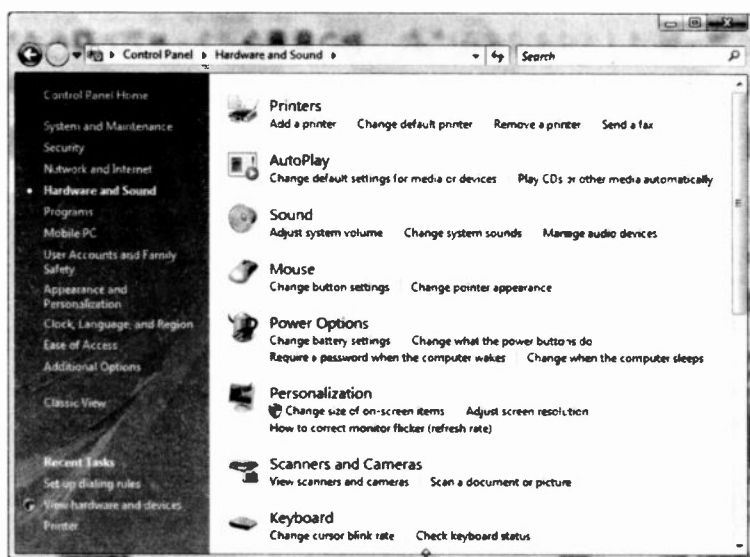 Control Panel Hardware and Sound Search
Control Panel Home
System and Maintenance
Security
Network and Internet
Hardware and Sound
Programs
Mobile PC
User Accounts and Family
Safety
Appearance and
Personalization
Clock, Language, and Region
Ease of Access
Additional Options
Classic View
Recent Tasks
Set up dialing rules
View hardware and devices
Printer
Printers
Add a printer Change default printer Remove a printer Send a fax
AutoPlay
Change default settings for media or devices Play CDs or other media automatically
Sound
Adjust system volume Change system sounds Manage audio devices
Mouse
Change button settings Change pointer appearance
Power Options
Change battery settings Change what the power buttons do
Require a password when the computer wakes Change when the computer sleeps
Personalization
Change size of on-screen items Adjust screen resolution
How to correct monitor flicker (refresh rate)
Scanners and Cameras
View scanners and cameras Scan a document or picture
Keyboard
Change cursor blink rate Check keyboard status